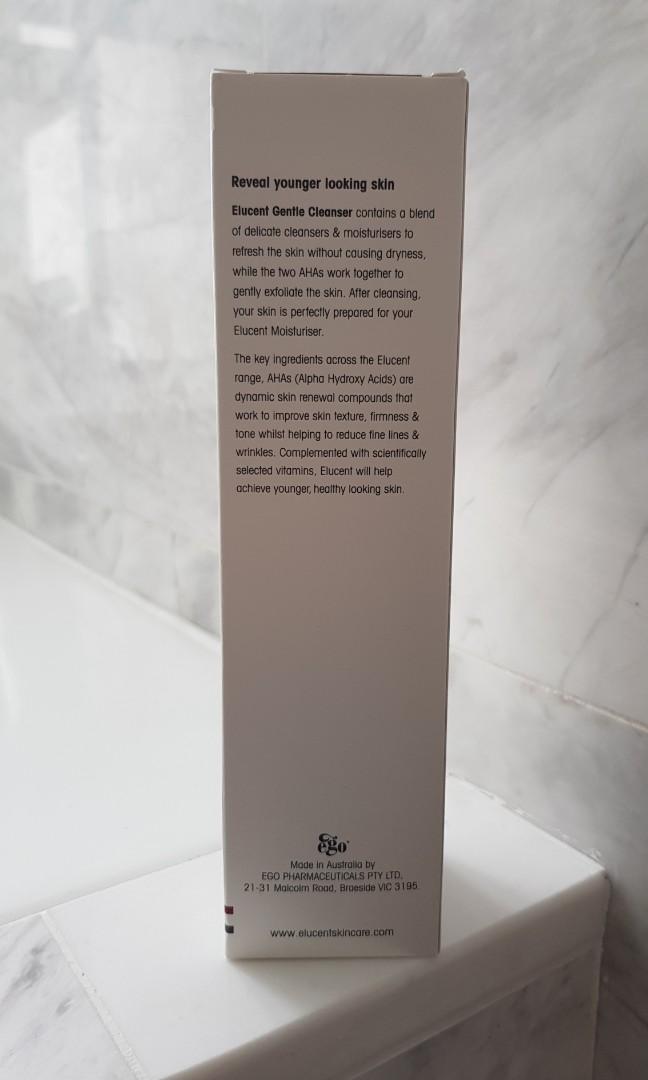 Reveal younger looking skin
Elucent Gentle Cleanser contains a blend
of delicate cleansers & moisturisers to
refresh the skin without causing dryness,
while the two AHAs work together to
gently exfoliate the skin. After cleansing,
your skin is perfectly prepared for your
Elucent Moisturiser.
The key ingredients across the Elucent
range, AHAs (Alpha Hydroxy Acids) are
dynamic skin renewal compounds that
work to improve skin texture, firmness &
tone whilst helping to reduce fine lines &
wrinkles. Complemented with scientifically
selected vitamins, Elucent will help
achieve younger, healthy looking skin.
ego
Made in Australia by
EGO PHARMACEUTICALS PTY LTD,
21-31 Malcolm Road, Braeside VIC 3195.
www.elucentskincare.com